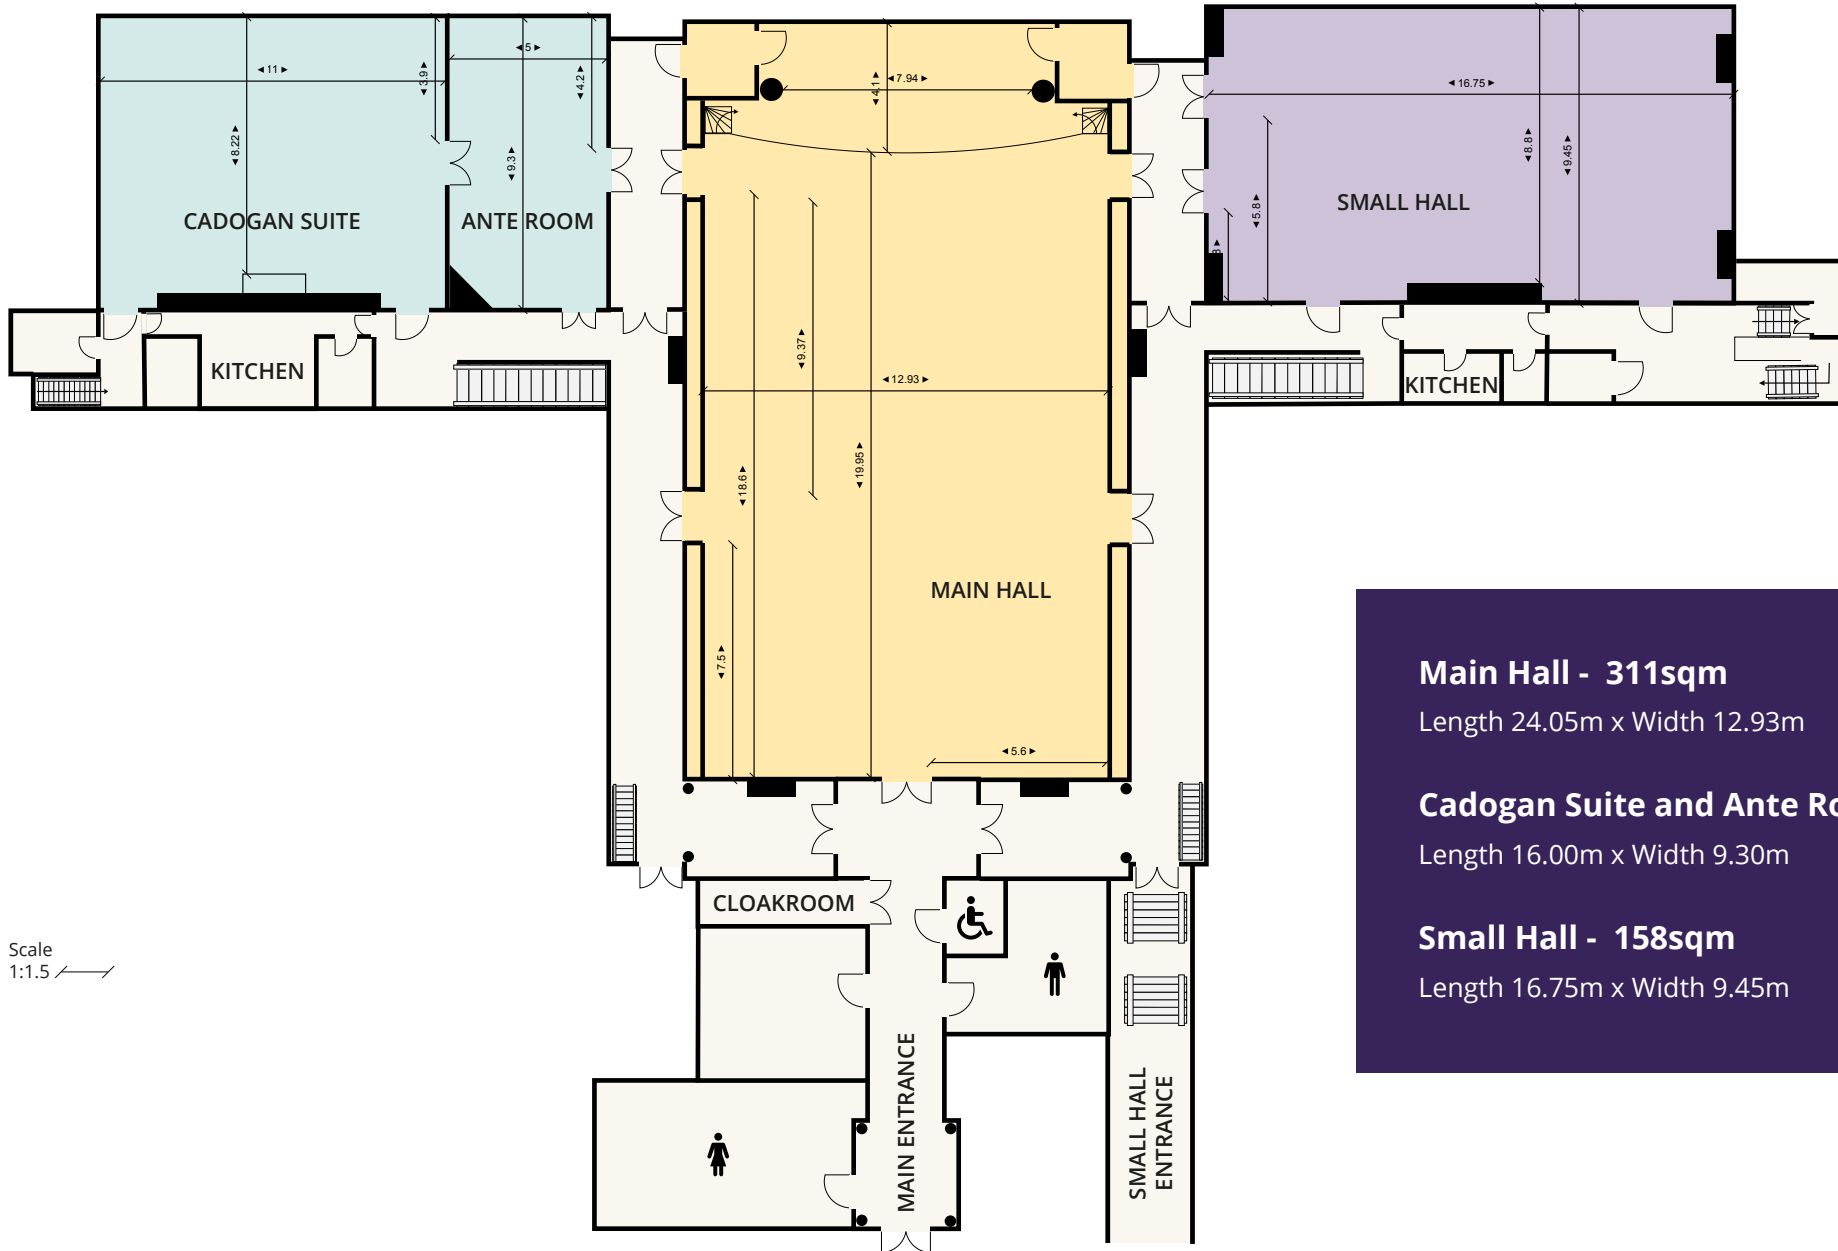 ◄11►
◄3.9►
◄5►
◄4.2►
◄8.22►
◄9.3►
CADOGAN SUITE
ANTE ROOM
KITCHEN
◄4.1►
◄7.94►
◄9.37►
◄12.93►
◄18.6►
◄19.95►
MAIN HALL
◄7.5►
◄5.6►
◄16.75►
◄8.8►
◄9.45►
◄5.8►
SMALL HALL
KITCHEN
CLOAKROOM
MAIN ENTRANCE
SMALL HALL
ENTRANCE
Scale
1:1.5
Main Hall - 311sqm
Length 24.05m x Width 12.93m
Cadogan Suite and Ante Ro
Length 16.00m x Width 9.30m
Small Hall - 158sqm
Length 16.75m x Width 9.45m